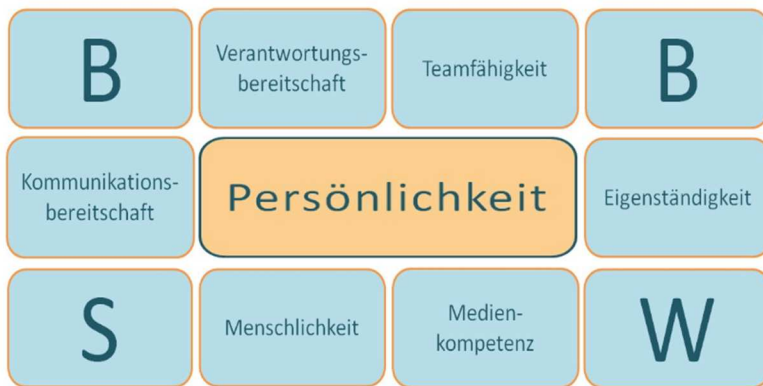 B
Verantwortungs-
bereitschaft
Teamfähigkeit
B
Kommunikations-
bereitschaft
Persönlichkeit
Eigenständigkeit
S
Menschlichkeit
Medien-
kompetenz
W